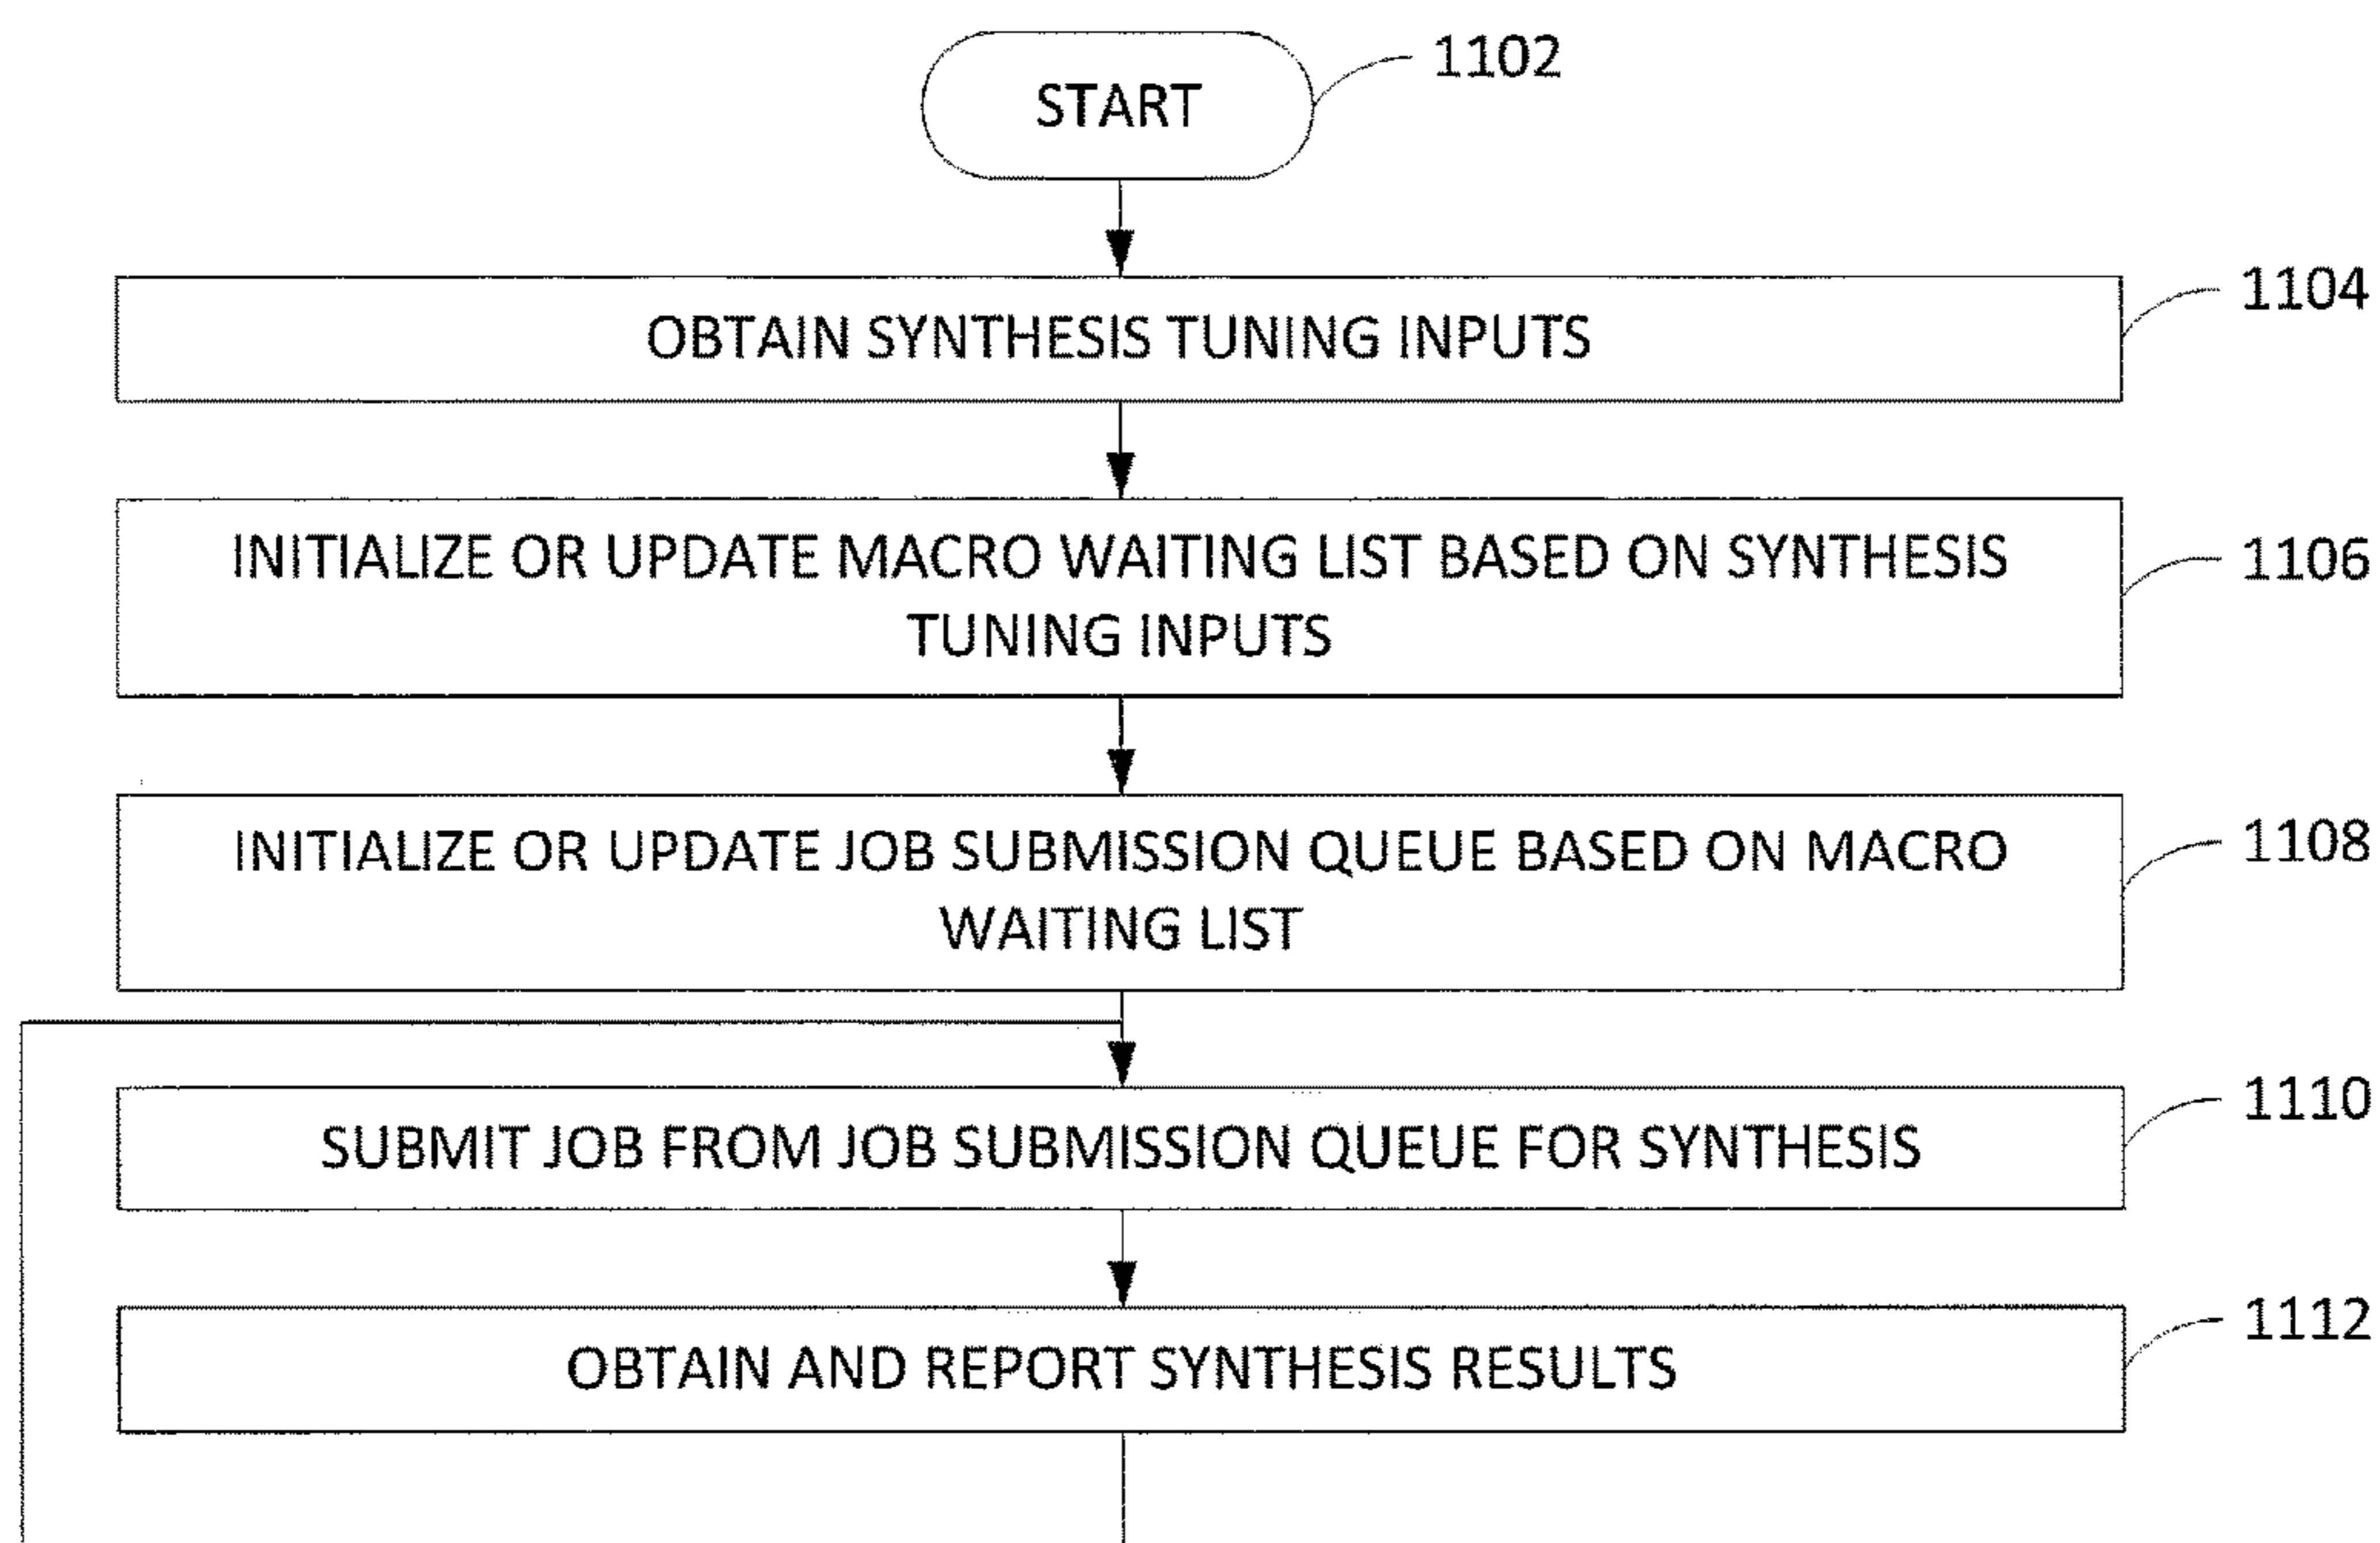 START
1102
OBTAIN SYNTHESIS TUNING INPUTS
1104
INITIALIZE OR UPDATE MACRO WAITING LIST BASED ON SYNTHESIS
TUNING INPUTS
1106
INITIALIZE OR UPDATE JOB SUBMISSION QUEUE BASED ON MACRO
WAITING LIST
1108
SUBMIT JOB FROM JOB SUBMISSION QUEUE FOR SYNTHESIS
1110
OBTAIN AND REPORT SYNTHESIS RESULTS
1112